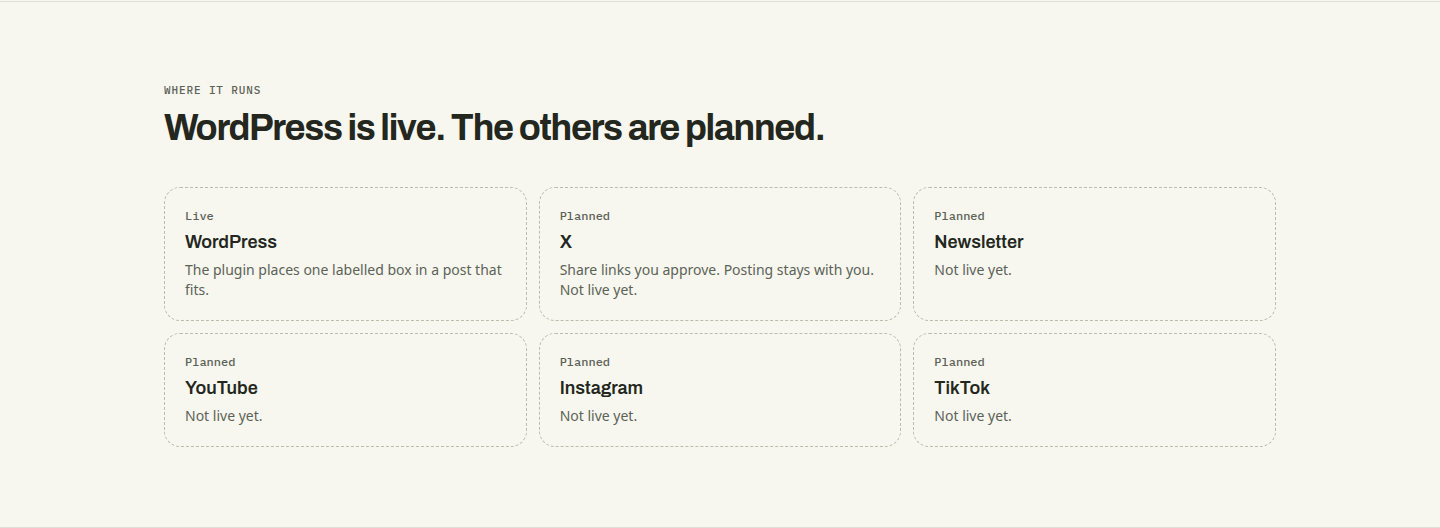 WHERE IT RUNS
WordPress is live. The others are planned.
Live
WordPress
The plugin places one labelled box in a post that
fits.
Planned
X
Share links you approve. Posting stays with you.
Not live yet.
Planned
Newsletter
Not live yet.
Planned
YouTube
Not live yet.
Planned
Instagram
Not live yet.
Planned
TikTok
Not live yet.